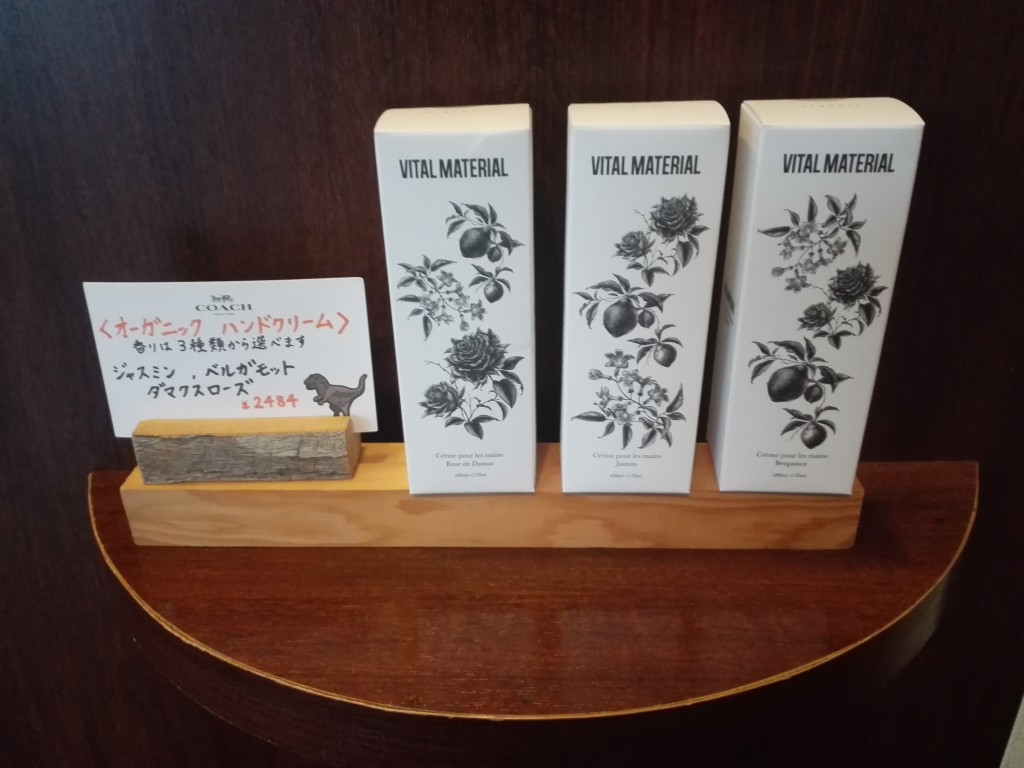 COACH
〈オーガニック ハンドクリーム〉
香りは3種類から選べます
ジャスミン , ベルガモット
ダマクスローズ
¥2484
VITAL MATERIAL
Crème pour les mains
Rose de Damas
VITAL MATERIAL
Crème pour les mains
Jasmin
VITAL MATERIAL
Crème pour les mains
Bergamot